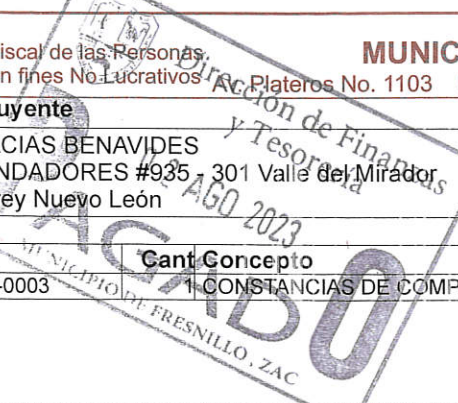 iscal de las Personas MUNIC
n fines No Lucrativos Av. Plateros No. 1103
uyente
CIAS BENAVIDES
NDADORES #935 - 301 Valle del Mirador
rey Nuevo León
Cant Concepto
-0003 1 CONSTANCIAS DE COMP
Dirección de Finanzas
y Tesorería
AGO 2023
PAGADO
MUNICIPIO DE FRESNILLO, ZAC